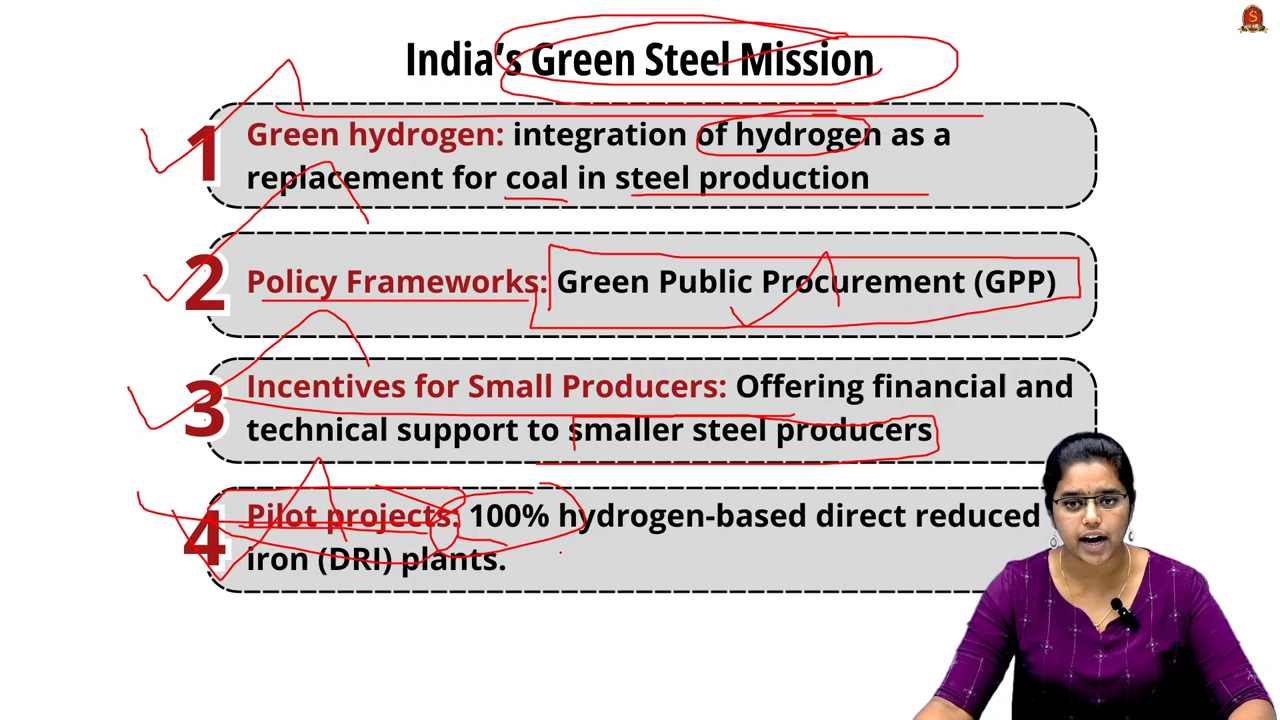 India's Green Steel Mission
1
Green hydrogen: integration of hydrogen as a
replacement for coal in steel production
2
Policy Frameworks: Green Public Procurement (GPP)
3
Incentives for Small Producers: Offering financial and
technical support to smaller steel producers
4
Pilot projects: 100% hydrogen-based direct reduced
iron (DRI) plants.